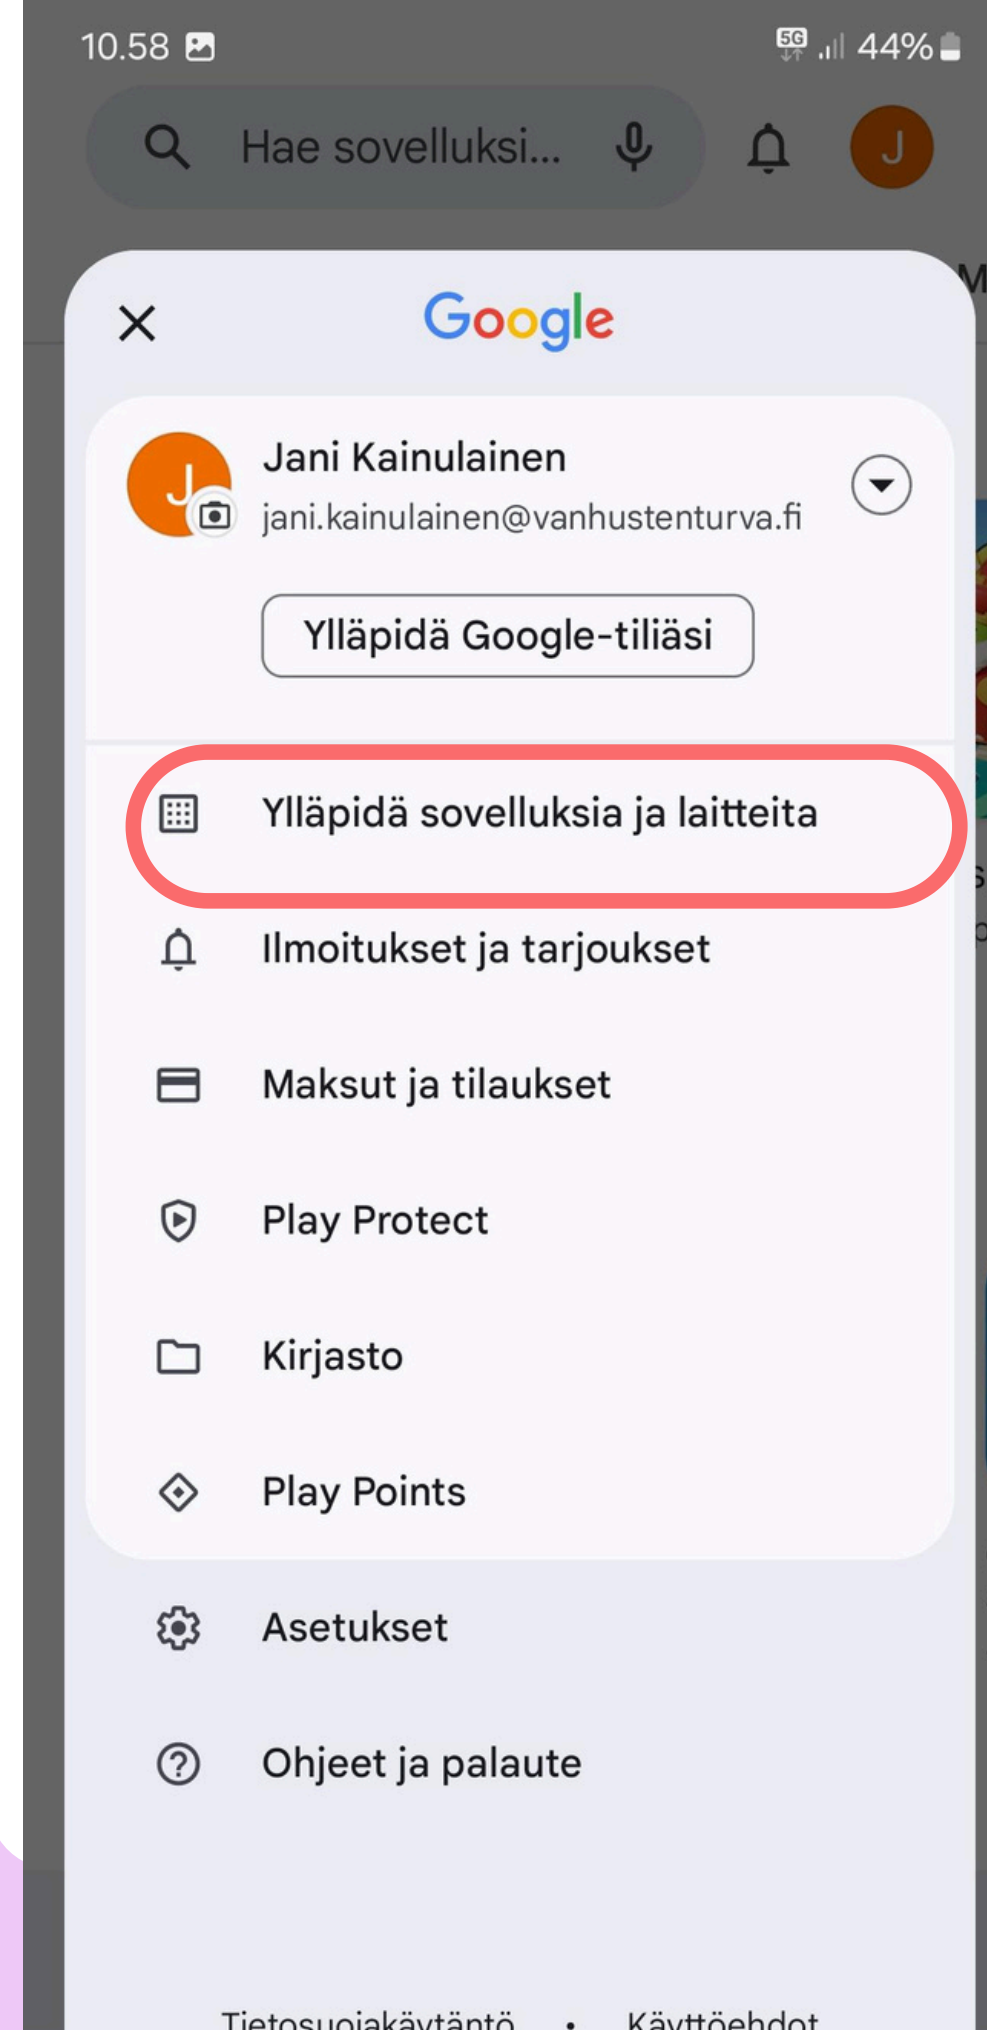 10.58
5G 44%
Hae sovelluksi...
J
Google
J
Jani Kainulainen
jani.kainulainen@vanhustenturva.fi
Ylläpidä Google-tiliäsi
Ylläpidä sovelluksia ja laitteita
Ilmoitukset ja tarjoukset
Maksut ja tilaukset
Play Protect
Kirjasto
Play Points
Asetukset
Ohjeet ja palaute
Tietosuojakäytäntö • Käyttöehdot